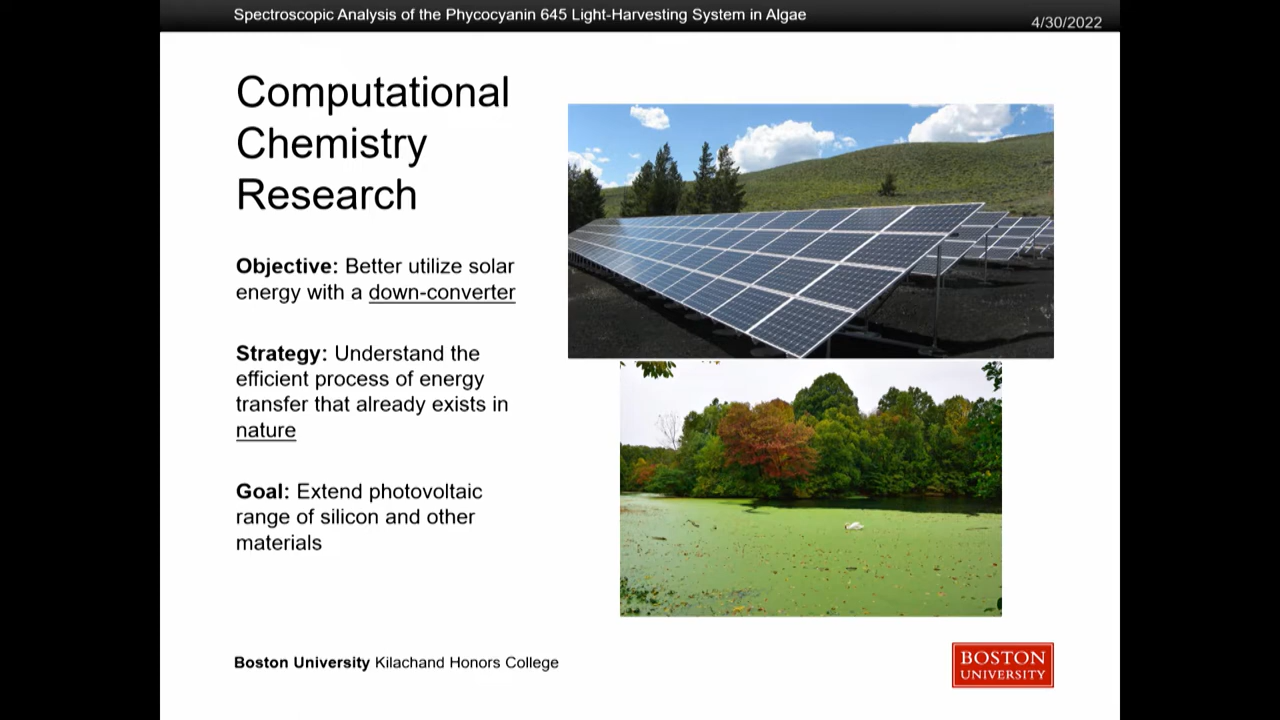 Spectroscopic Analysis of the Phycocyanin 645 Light-Harvesting System in Algae
4/30/2022
Computational
Chemistry
Research
Objective: Better utilize solar
energy with a down-converter
Strategy: Understand the
efficient process of energy
transfer that already exists in
nature
Goal: Extend photovoltaic
range of silicon and other
materials
Boston University Kilachand Honors College
BOSTON
UNIVERSITY